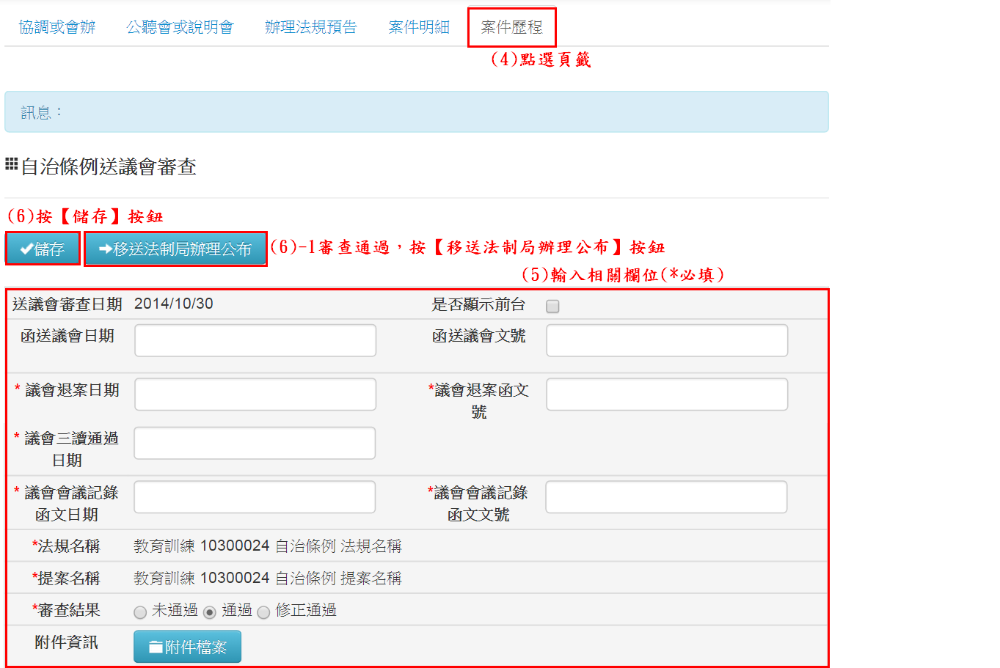 協調或會辦 公聽會或說明會 辦理法規預告 案件明細 案件歷程
(4)點選頁籤
訊息：
自治條例送議會審查
(6)按【儲存】按鈕
儲存 移送法制局辦理公布 (6)-1審查通過，按【移送法制局辦理公布】按鈕
(5)輸入相關欄位(*必填)
送議會審查日期 2014/10/30 是否顯示前台
函送議會日期 函送議會文號
* 議會退案日期 *議會退案函文
號
* 議會三讀通過
日期
* 議會會議記錄 *議會會議記錄
函文日期 函文文號
*法規名稱 教育訓練 10300024 自治條例 法規名稱
*提案名稱 教育訓練 10300024 自治條例 提案名稱
*審查結果 未通過 通過 修正通過
附件資訊 附件檔案